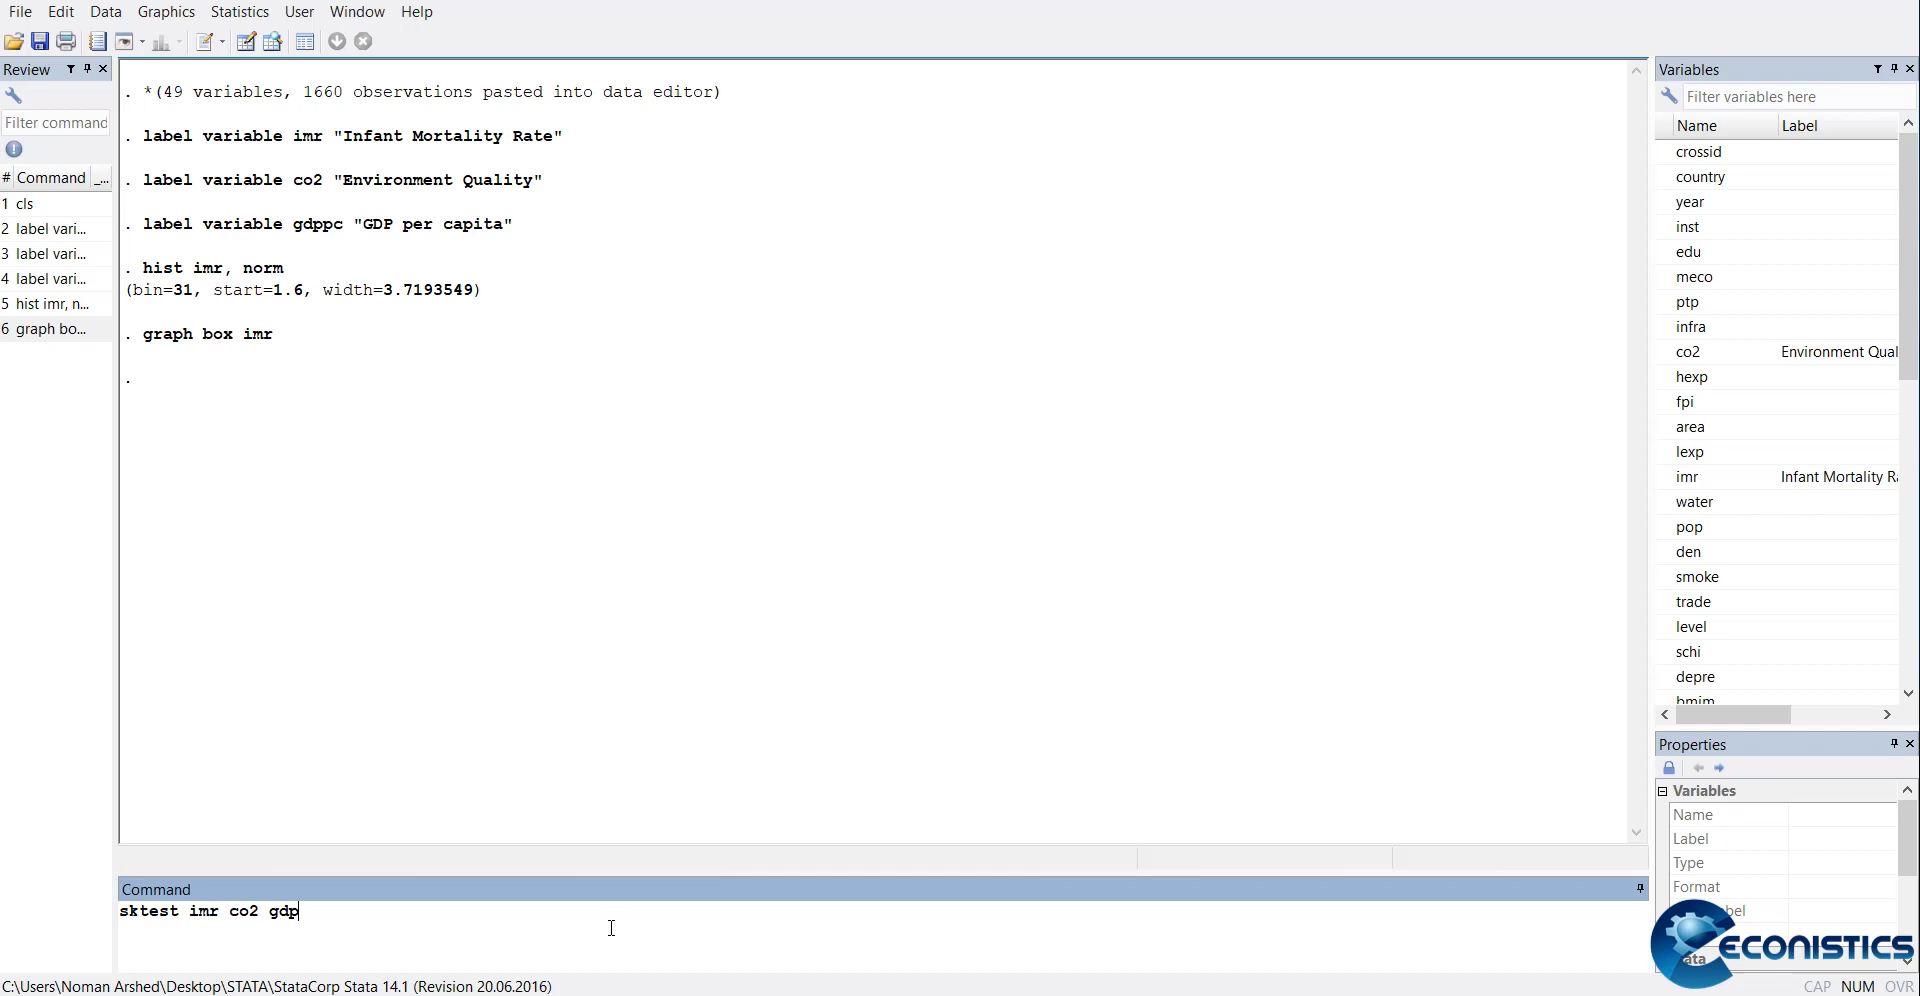 File Edit Data Graphics Statistics User Window Help
Review
Filter command
# Command _...
1 cls
2 label vari...
3 label vari...
4 label vari...
5 hist imr, n...
6 graph bo...
. *(49 variables, 1660 observations pasted into data editor)
. label variable imr "Infant Mortality Rate"
. label variable co2 "Environment Quality"
. label variable gdppc "GDP per capita"
. hist imr, norm
(bin=31, start=1.6, width=3.7193549)
. graph box imr
.
Command
sktest imr co2 gdp
Variables
Filter variables here
Name Label
crossid
country
year
inst
edu
meco
ptp
infra
co2 Environment Qual
hexp
fpi
area
lexp
imr Infant Mortality Ra
water
pop
den
smoke
trade
level
schi
depre
bmim
Properties
Variables
Name
Label
Type
Format
bel
ata
ECONISTICS
C:\Users\Noman Arshed\Desktop\STATA\StataCorp Stata 14.1 (Revision 20.06.2016)
CAP NUM OVR